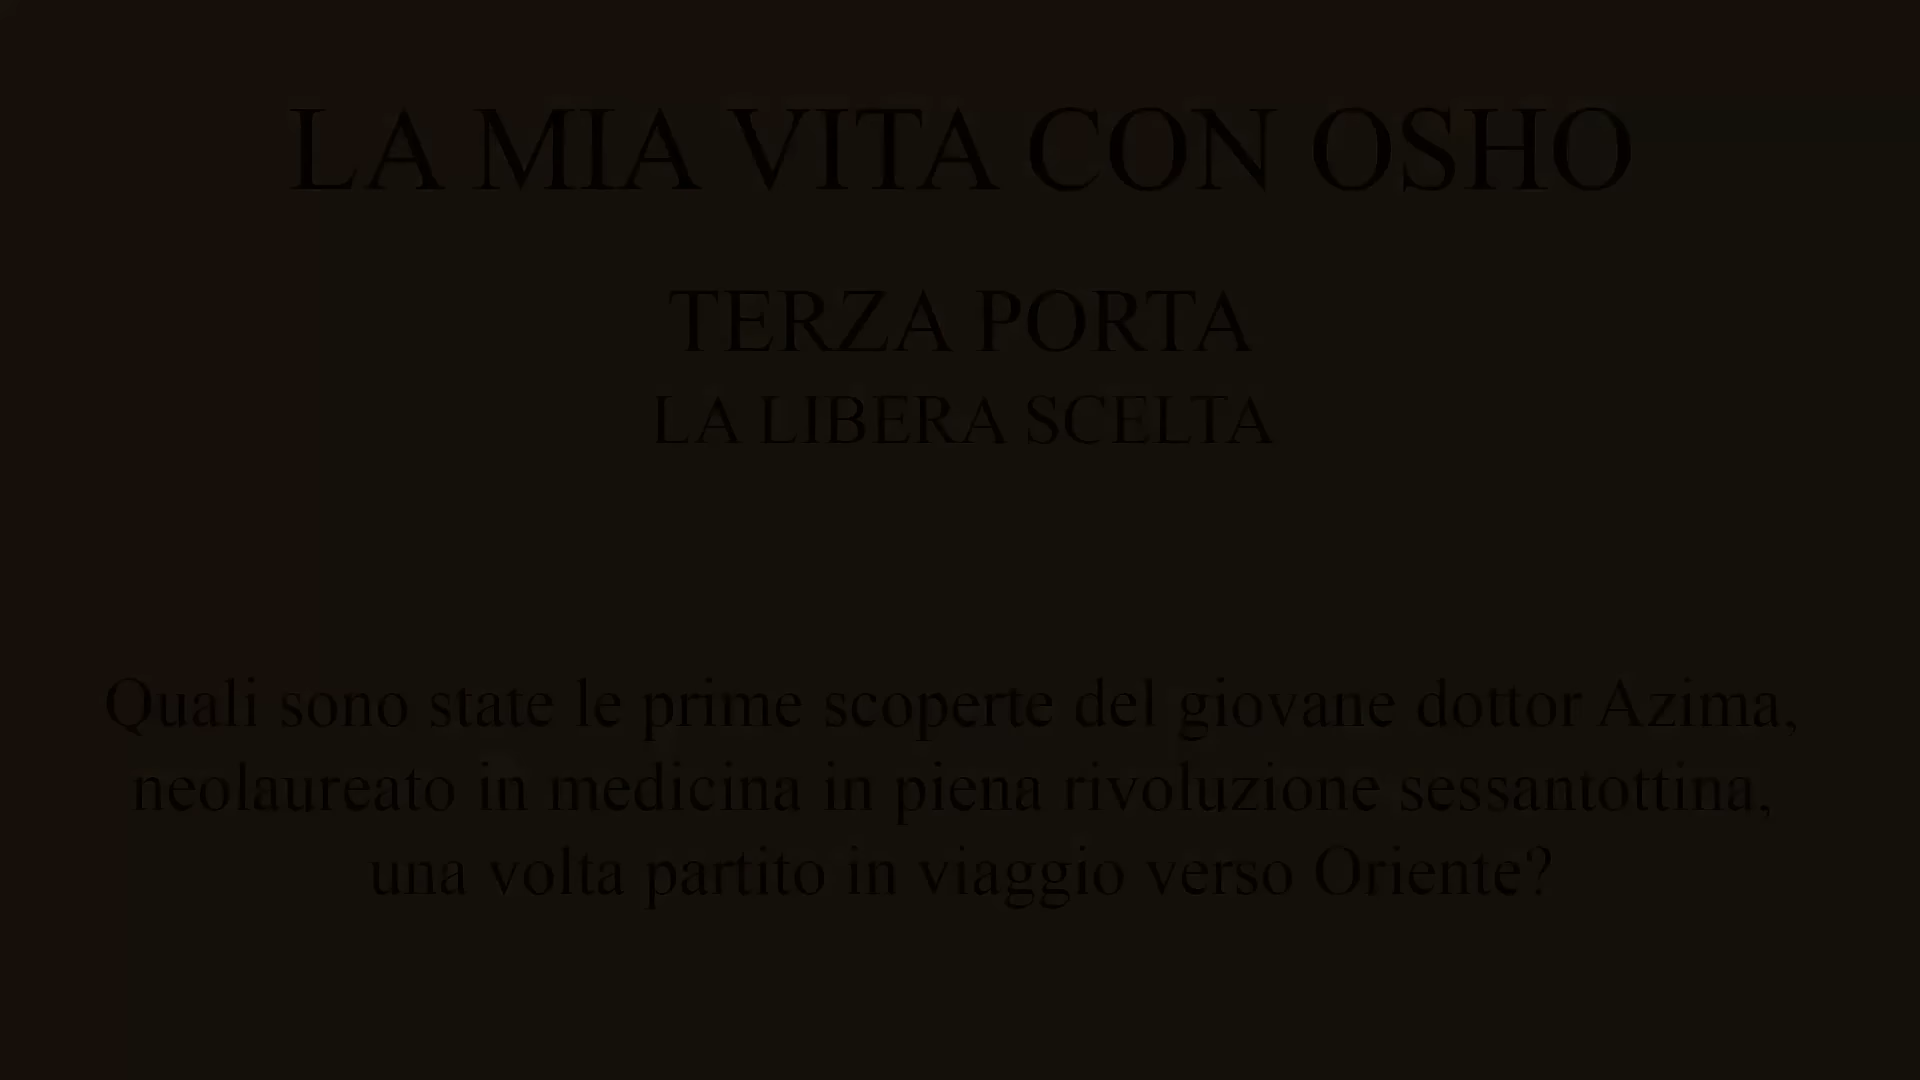 LA MIA VITA CON OSHO
TERZA PORTA
LA LIBERA SCELTA
Quali sono state le prime scoperte del giovane dottor Azima,
neolaureato in medicina in piena rivoluzione sessantottina,
una volta partito in viaggio verso Oriente?